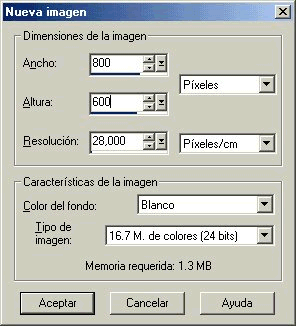 Nueva imagen
Dimensiones de la imagen
Ancho: 800
Píxeles
Altura: 600
Resolución: 28,000 Píxeles/cm
Características de la imagen
Color del fondo: Blanco
Tipo de
imagen: 16.7 M. de colores (24 bits)
Memoria requerida: 1.3 MB
Aceptar Cancelar Ayuda